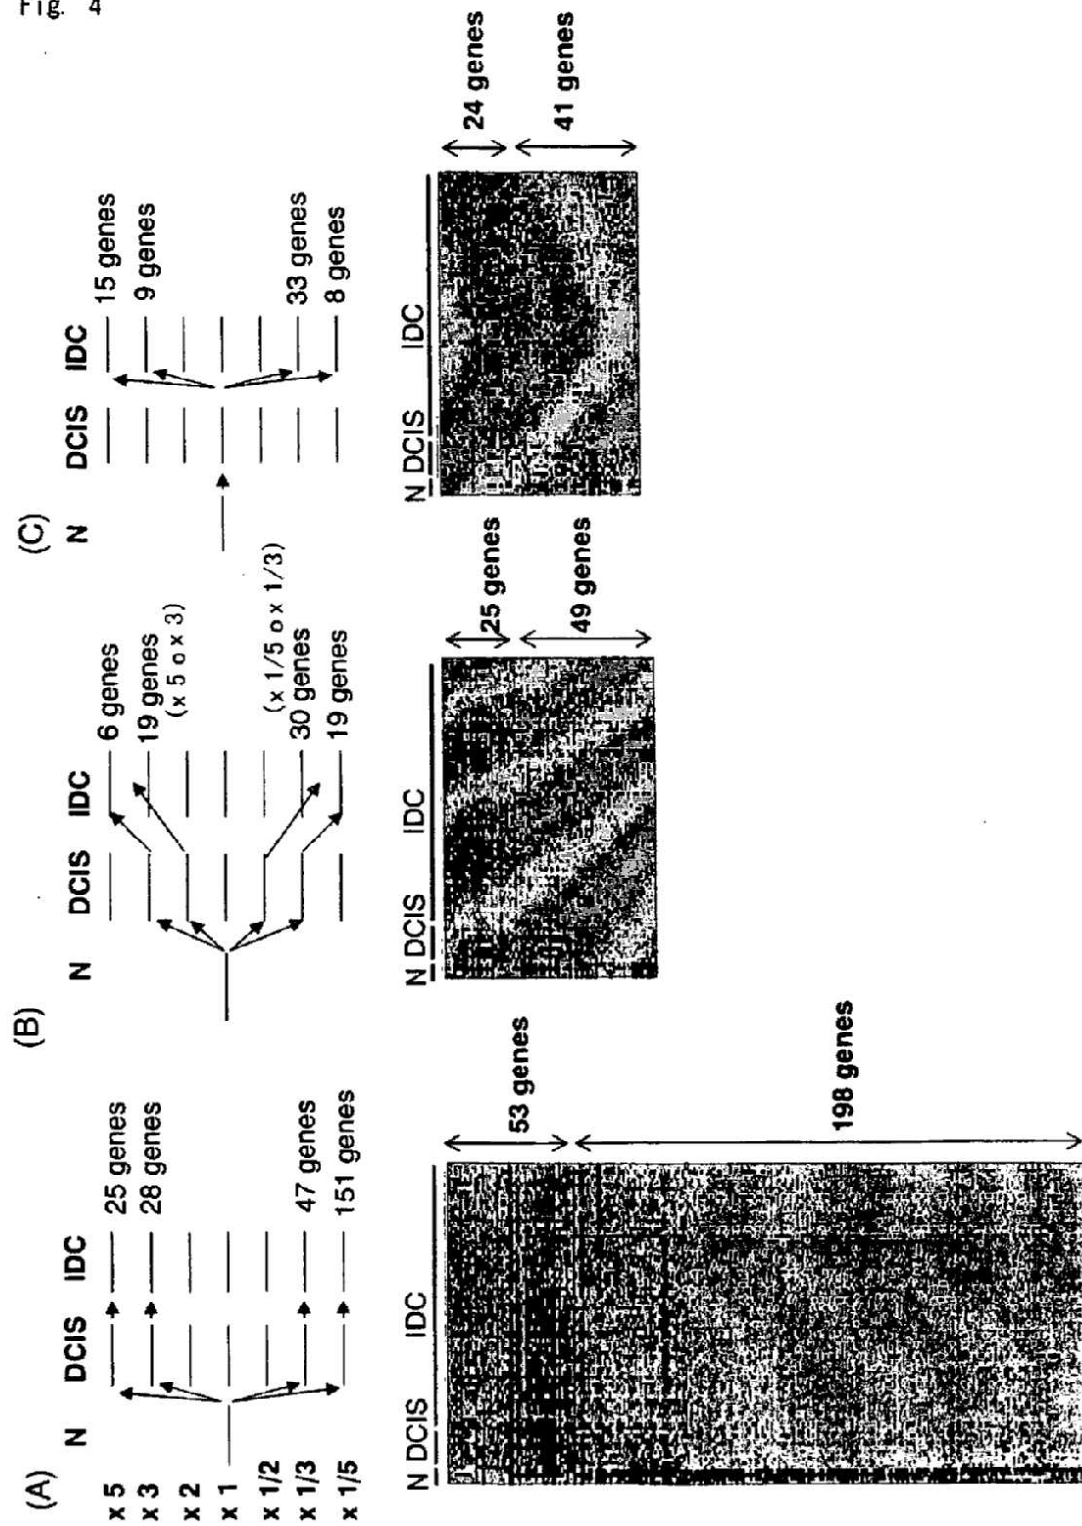 Fig. 4
(A)
N DCIS IDC
x 5
x 3
x 2
x 1
x 1/2
x 1/3
x 1/5
25 genes
28 genes
47 genes
151 genes
N DCIS IDC
53 genes
198 genes
(B)
N DCIS IDC
6 genes
19 genes
(x 5 o x 3)
(x 1/5 o x 1/3)
30 genes
19 genes
N DCIS IDC
25 genes
49 genes
(C)
N DCIS IDC
15 genes
9 genes
33 genes
8 genes
N DCIS IDC
24 genes
41 genes